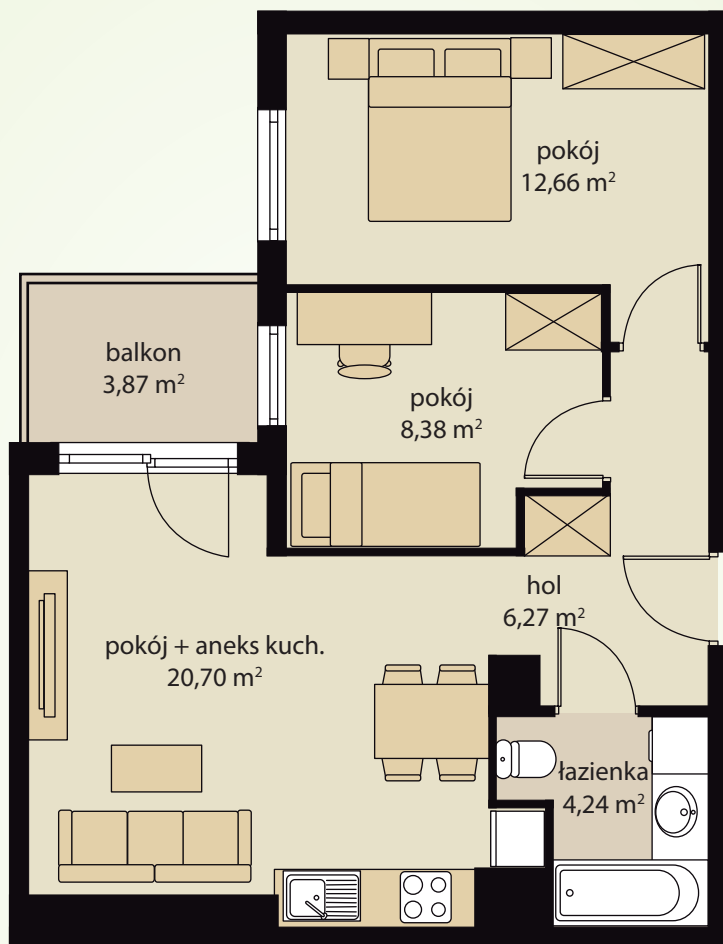 pokój
12,66 m²
balkon
3,87 m²
pokój
8,38 m²
hol
6,27 m²
pokój + aneks kuch.
20,70 m²
łazienka
4,24 m²